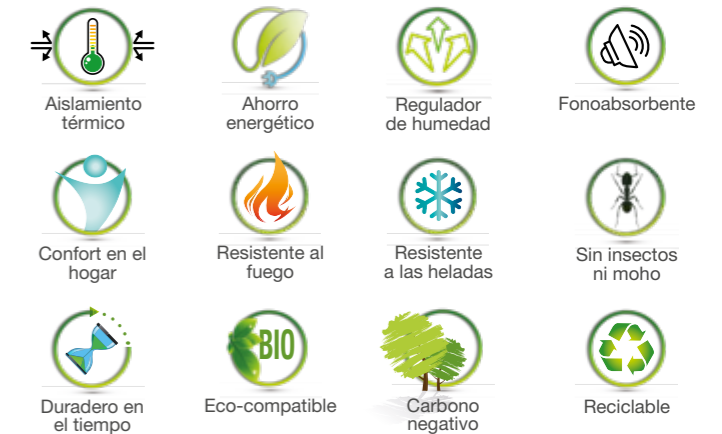 Aislamiento
térmico
Ahorro
energético
Regulador
de humedad
Fonoabsorbente
Confort en el
hogar
Resistente al
fuego
Resistente
a las heladas
Sin insectos
ni moho
BIO
Duradero en
el tiempo
Eco-compatible
Carbono
negativo
Reciclable